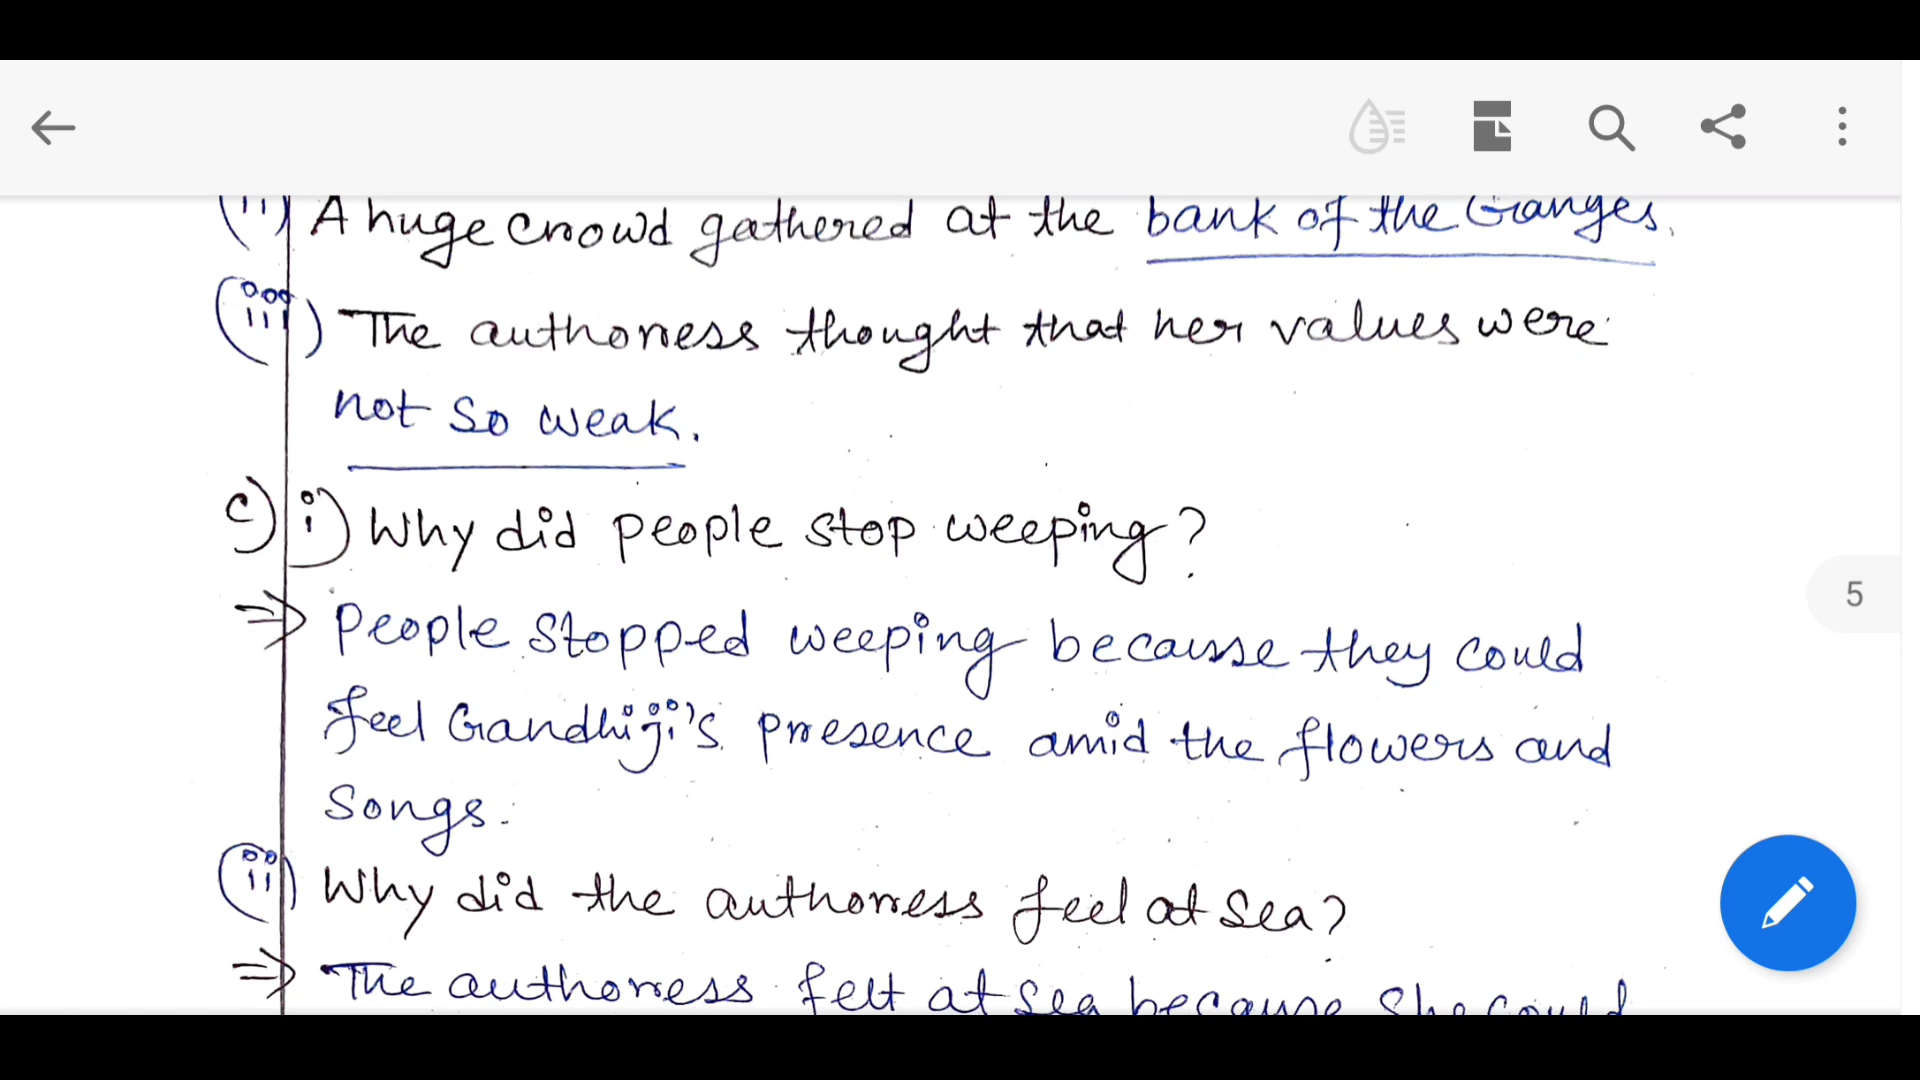 (ii) A huge crowd gathered at the bank of the Ganges.
(iii) The authoress thought that her values were
not so weak.
c) i) Why did people stop weeping?
⇒ People stopped weeping because they could
feel Gandhiji's presence amid the flowers and
songs.
(ii) Why did the authoress feel at sea?
⇒ The authoress felt at sea because she could
5